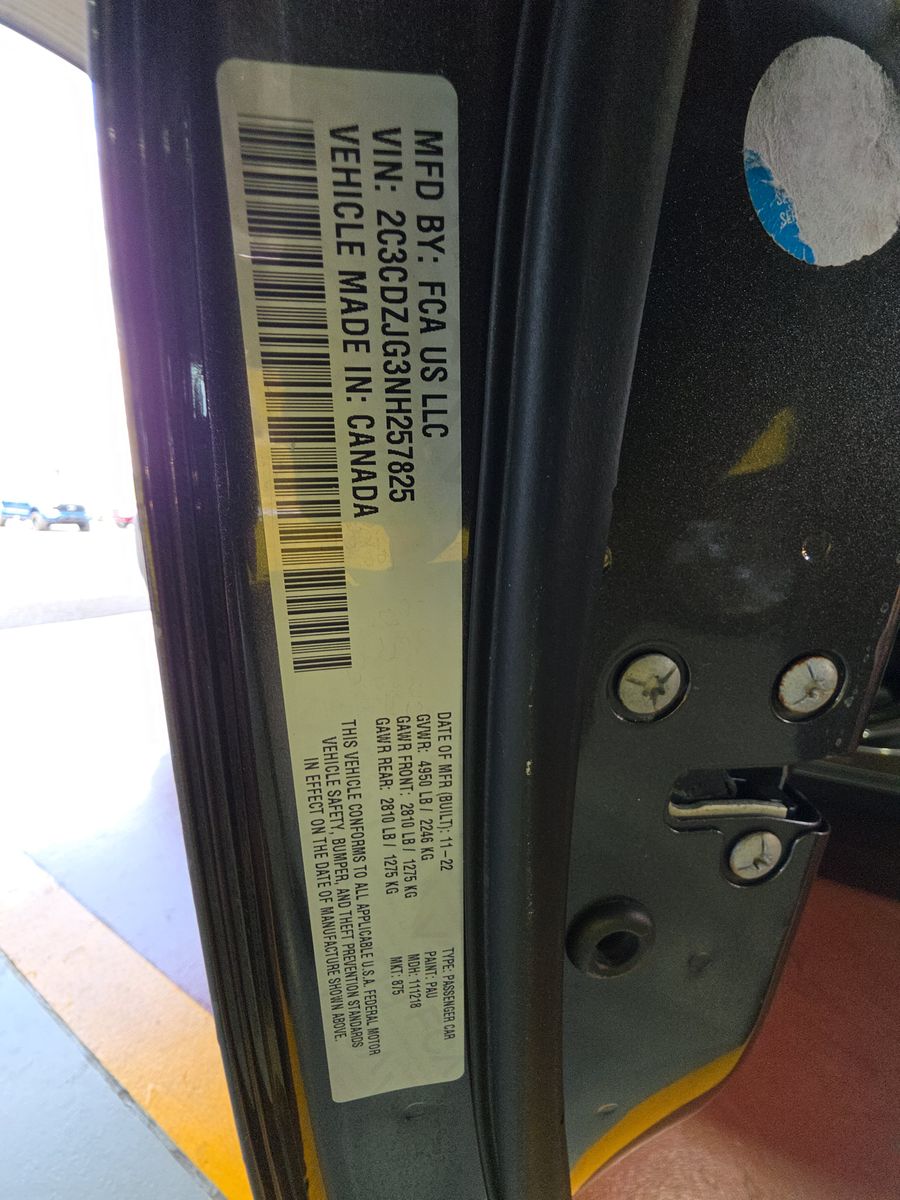 MFD BY: FCA US LLC
VIN: 2C3CDZJG3NH257825
VEHICLE MADE IN: CANADA
DATE OF MFR (BUILT): 11-22
GVWR: 4950 LB / 2246 KG
GAWR FRONT: 2810 LB / 1275 KG
GAWR REAR: 2810 LB / 1275 KG
TYPE: PASSENGER CAR
PAINT: PAU
MDH: 111218
MKT: 875
THIS VEHICLE CONFORMS TO ALL APPLICABLE U.S.A. FEDERAL MOTOR
VEHICLE SAFETY, BUMPER, AND THEFT PREVENTION STANDARDS
IN EFFECT ON THE DATE OF MANUFACTURE SHOWN ABOVE.